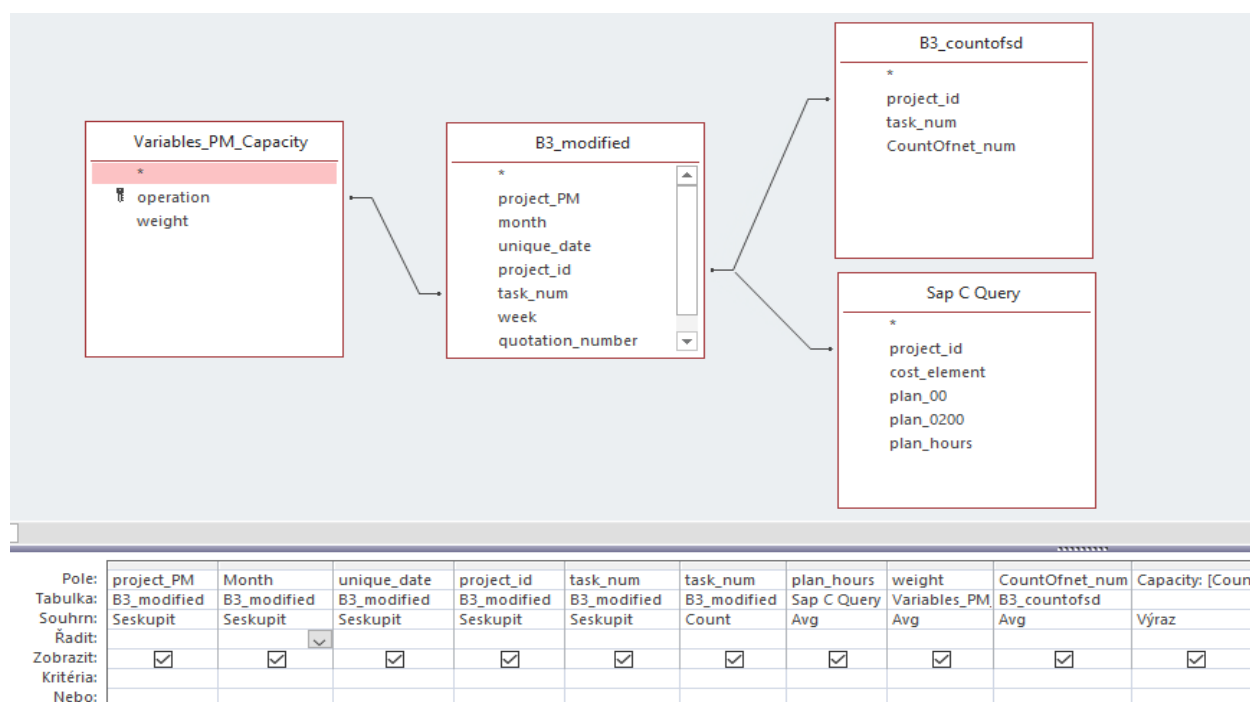 B3_countofsd
*
project_id
task_num
CountOfnet_num
Variables_PM_Capacity
*
operation
weight
B3_modified
*
project_PM
month
unique_date
project_id
task_num
week
quotation_number
Sap C Query
*
project_id
cost_element
plan_00
plan_0200
plan_hours
Pole: project_PM Month unique_date project_id task_num task_num plan_hours weight CountOfnet_num Capacity: [Coun
Tabulka: B3_modified B3_modified B3_modified B3_modified B3_modified B3_modified Sap C Query Variables_PM_ B3_countofsd
Souhrn: Seskupit Seskupit Seskupit Seskupit Seskupit Count Avg Avg Avg Výraz
Řadit:
Zobrazit:
Kritéria:
Nebo: